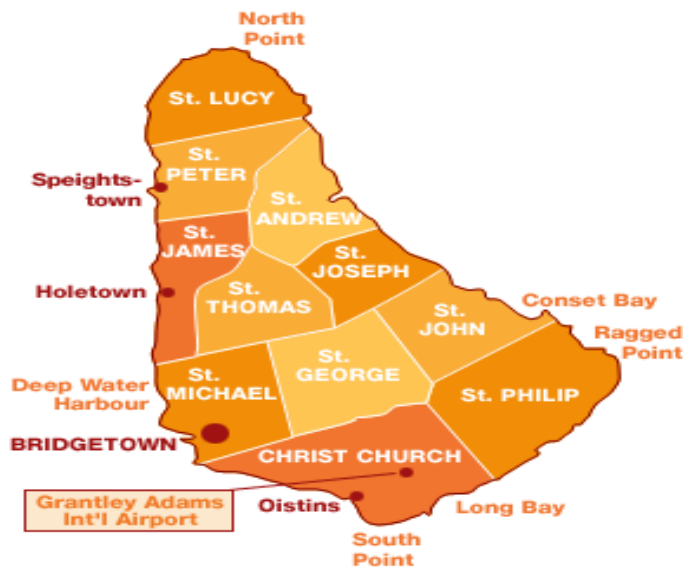 North
Point
St. LUCY
St.
PETER
Speights-
town
St.
ANDREW
St.
JAMES
St.
JOSEPH
Holetown
St.
THOMAS
Conset Bay
St.
JOHN
Ragged
Point
St.
GEORGE
Deep Water
Harbour
St.
MICHAEL
St. PHILIP
BRIDGETOWN
CHRIST CHURCH
Grantley Adams
Int'l Airport
Oistins
Long Bay
South
Point